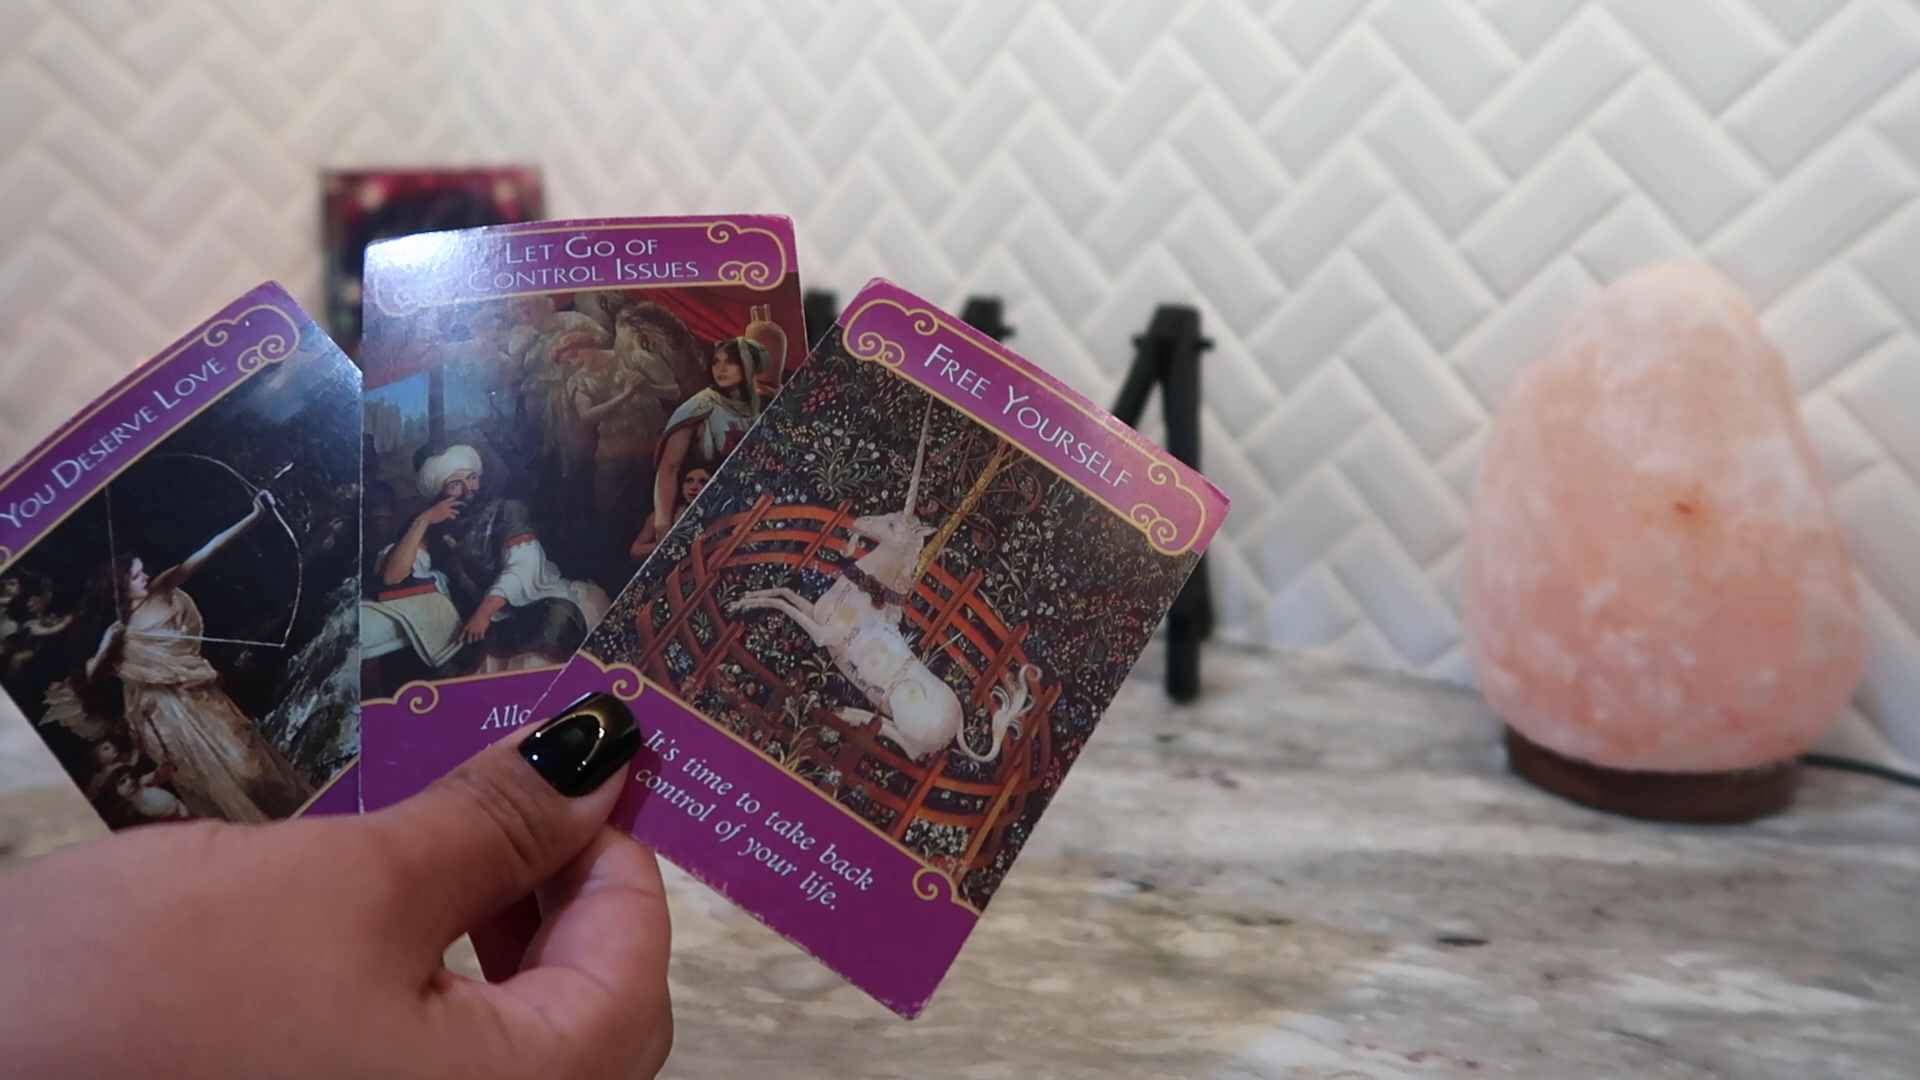 You Deserve Love
Let Go of
Control Issues
Free Yourself
It's time to take back
control of your life.